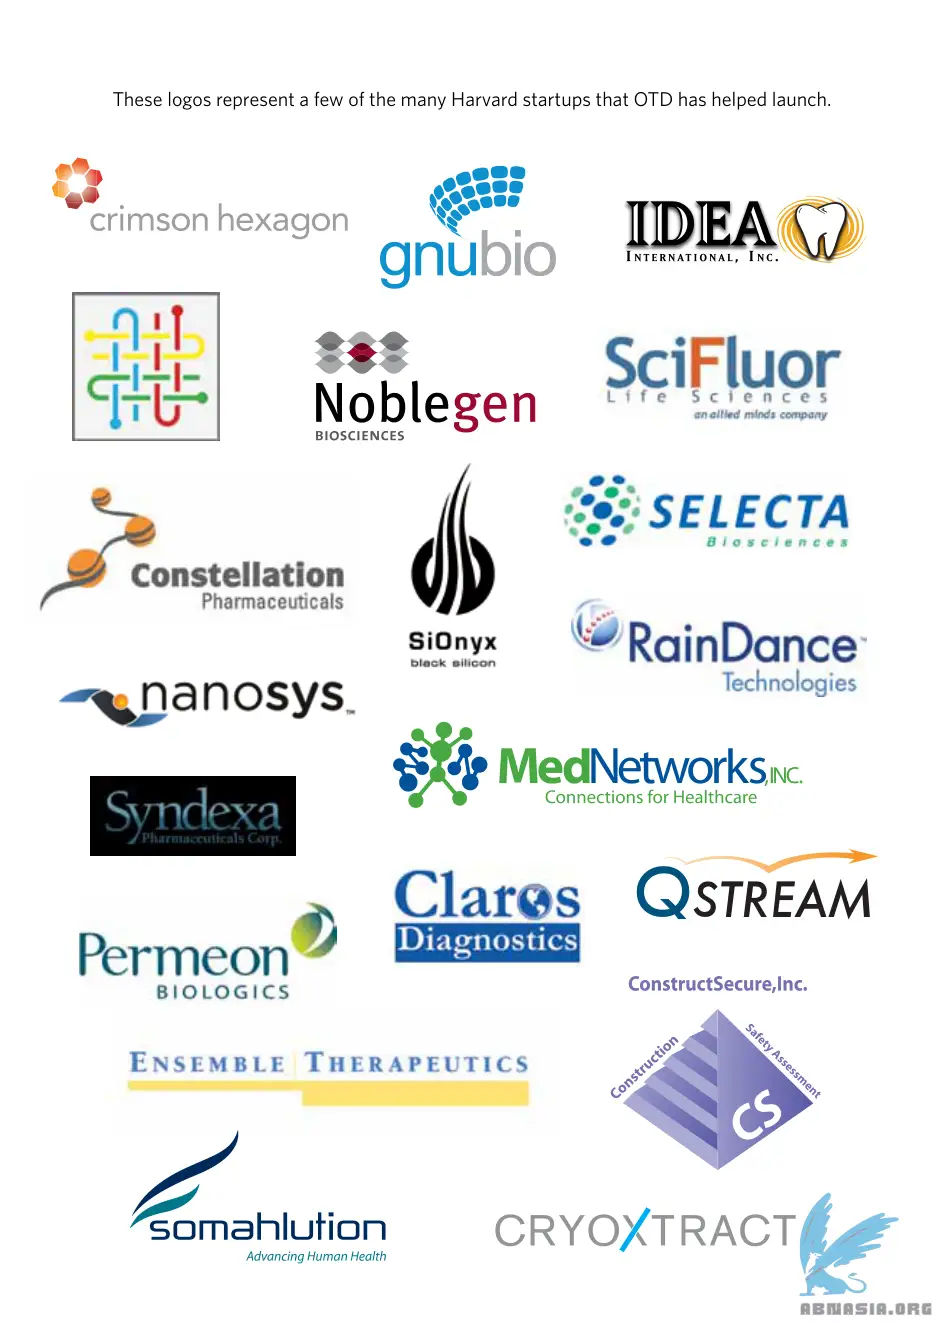 These logos represent a few of the many Harvard startups that OTD has helped launch.
crimson hexagon
gnubio
IDEA
INTERNATIONAL, INC.
Noblegen
BIOSCIENCES
SciFluor
Life Sciences
an allied minds company
Constellation
Pharmaceuticals
SiOnyx
black silicon
SELECTA
Biosciences
RainDance™
Technologies
nanosys™
MedNetworks, INC.
Connections for Healthcare
Syndexa
Pharmaceuticals Corp.
Claros
Diagnostics
QSTREAM
Permeon
BIOLOGICS
ConstructSecure,Inc.
Construction
Safety Assessment
CS
ENSEMBLE THERAPEUTICS
somahlution
Advancing Human Health
CRYOXTRACT
ABMASIA.ORG